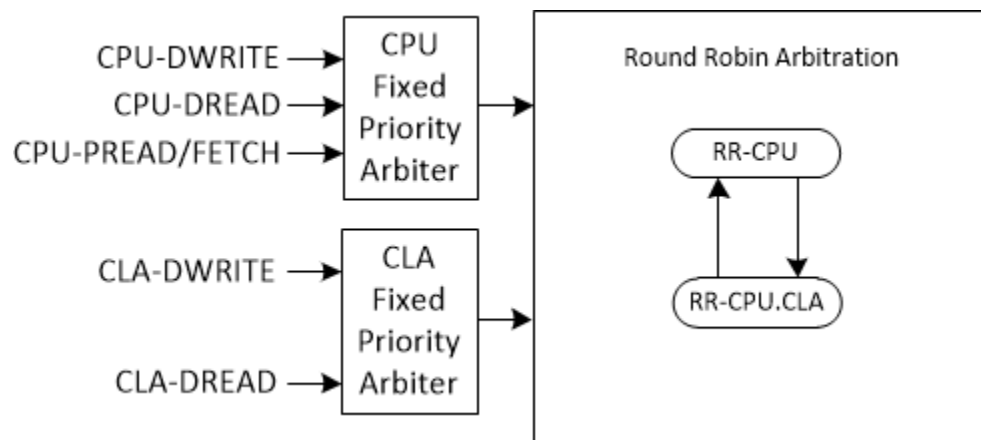 CPU-DWRITE
CPU-DREAD
CPU-PREAD/FETCH
CPU
Fixed
Priority
Arbiter
CLA-DWRITE
CLA-DREAD
CLA
Fixed
Priority
Arbiter
Round Robin Arbitration
RR-CPU
RR-CPU.CLA